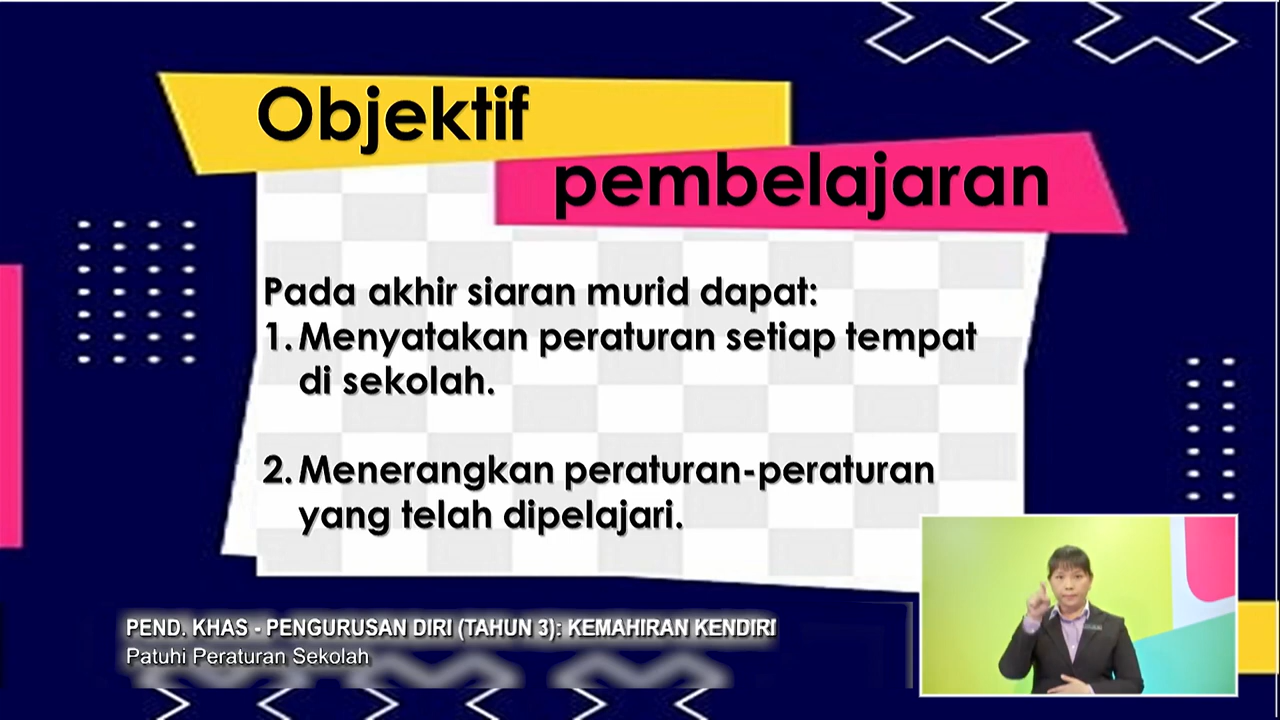 Objektif
pembelajaran
Pada akhir siaran murid dapat:
1. Menyatakan peraturan setiap tempat
di sekolah.
2. Menerangkan peraturan-peraturan
yang telah dipelajari.
PEND. KHAS - PENGURUSAN DIRI (TAHUN 3): KEMAHIRAN KENDIRI
Patuhi Peraturan Sekolah